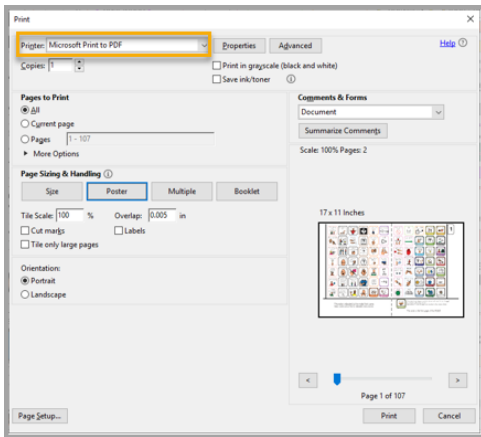 Print
Printer: Microsoft Print to PDF Properties Advanced Help
Copies: 1 Print in grayscale (black and white)
Save ink/toner
Pages to Print
All
Current page
Pages 1 - 107
More Options
Comments & Forms
Document
Summarize Comments
Scale: 100% Pages: 2
Page Sizing & Handling
Size Poster Multiple Booklet
Tile Scale: 100 % Overlap: 0.005 in
Cut marks Labels
Tile only large pages
17 x 11 Inches
1
Orientation:
Portrait
Landscape
< >
Page 1 of 107
Page Setup... Print Cancel